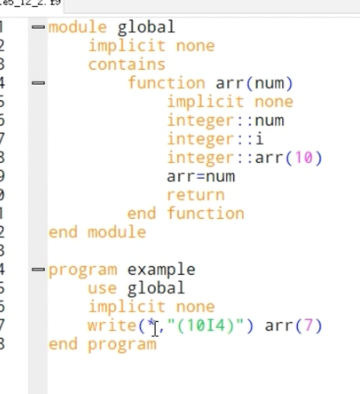 1 module global
2 implicit none
3 contains
4 function arr(num)
5 implicit none
6 integer::num
7 integer::i
8 integer::arr(10)
9 arr=num
0 return
1 end function
2 end module
3
4 program example
5 use global
6 implicit none
7 write(*,"(10I4)") arr(7)
8 end program